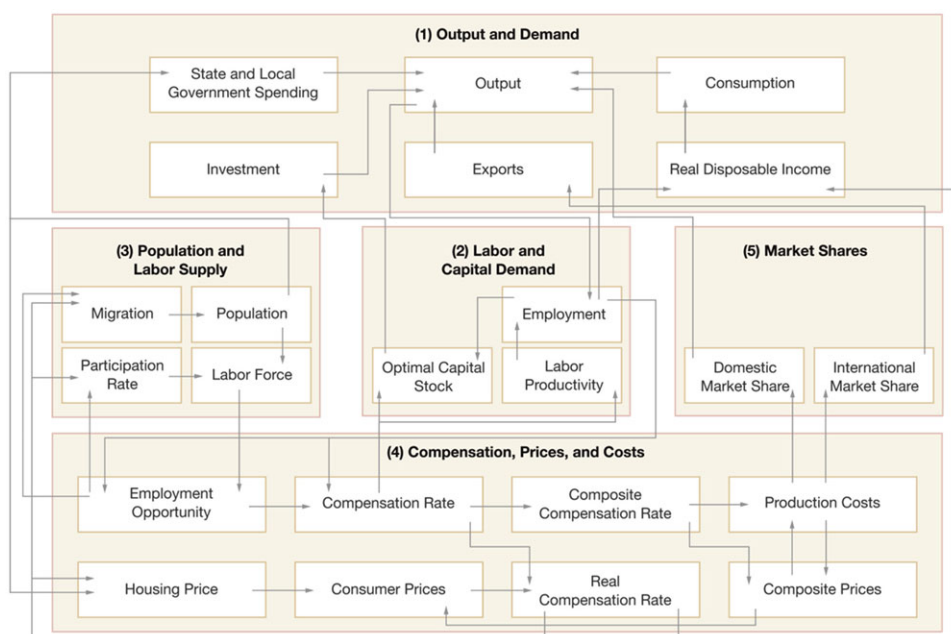 (1) Output and Demand
State and Local
Government Spending
Output
Consumption
Investment
Exports
Real Disposable Income
(3) Population and
Labor Supply
Migration
Population
Participation
Rate
Labor Force
(2) Labor and
Capital Demand
Employment
Optimal Capital
Stock
Labor
Productivity
(5) Market Shares
Domestic
Market Share
International
Market Share
(4) Compensation, Prices, and Costs
Employment
Opportunity
Compensation Rate
Composite
Compensation Rate
Production Costs
Housing Price
Consumer Prices
Real
Compensation Rate
Composite Prices